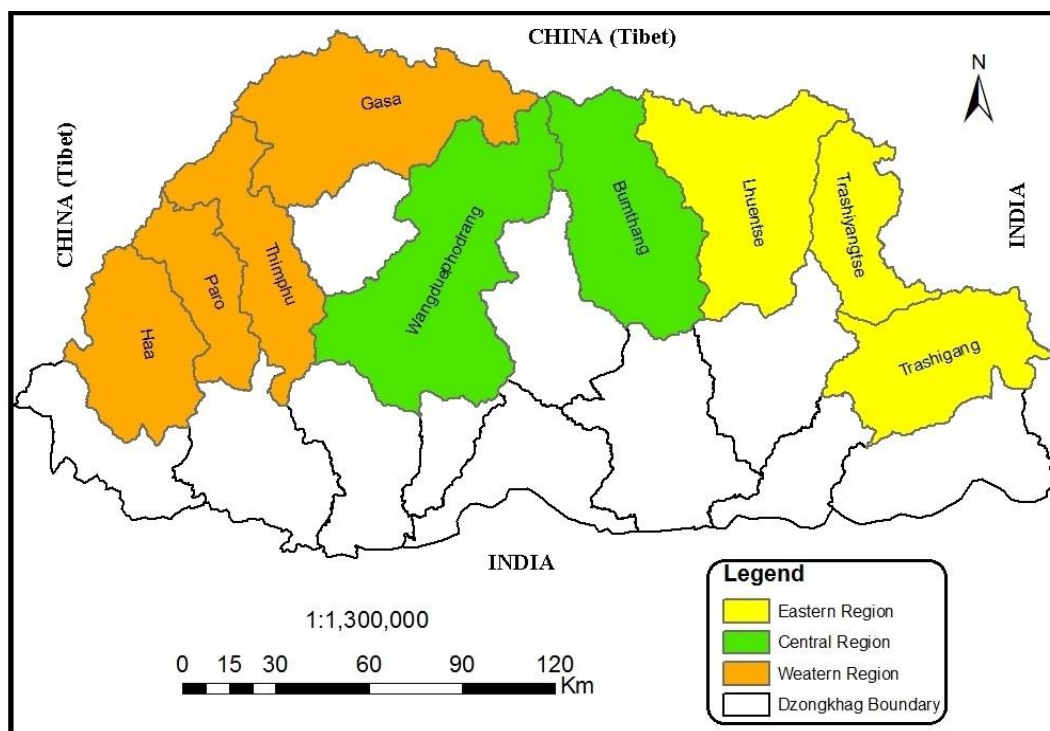 CHINA (Tibet)
N
Gasa
CHINA (Tibet)
INDIA
Lhuentse
Trashiyangtse
Bumthang
Wangduephodrang
Thimphu
Paro
Haa
Trashigang
INDIA
1:1,300,000
0 15 30 60 90 120
Km
Legend
Eastern Region
Central Region
Weatern Region
Dzongkhag Boundary